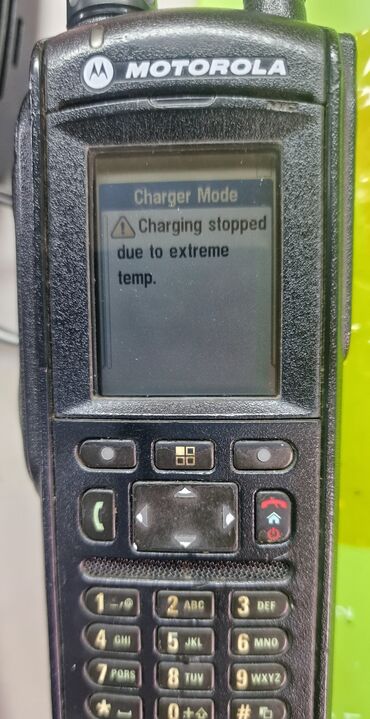 MOTOROLA
Charger Mode
Charging stopped
due to extreme
temp.
1 -,@ 2 ABC 3 DEF
4 GHI 5 JKL 6 MNO
7 PQRS 8 TUV 9 WXYZ
* 0 + #